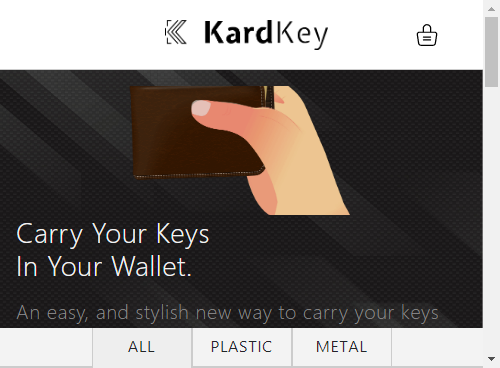 KardKey
Carry Your Keys
In Your Wallet.
An easy, and stylish new way to carry your keys
ALL
PLASTIC
METAL